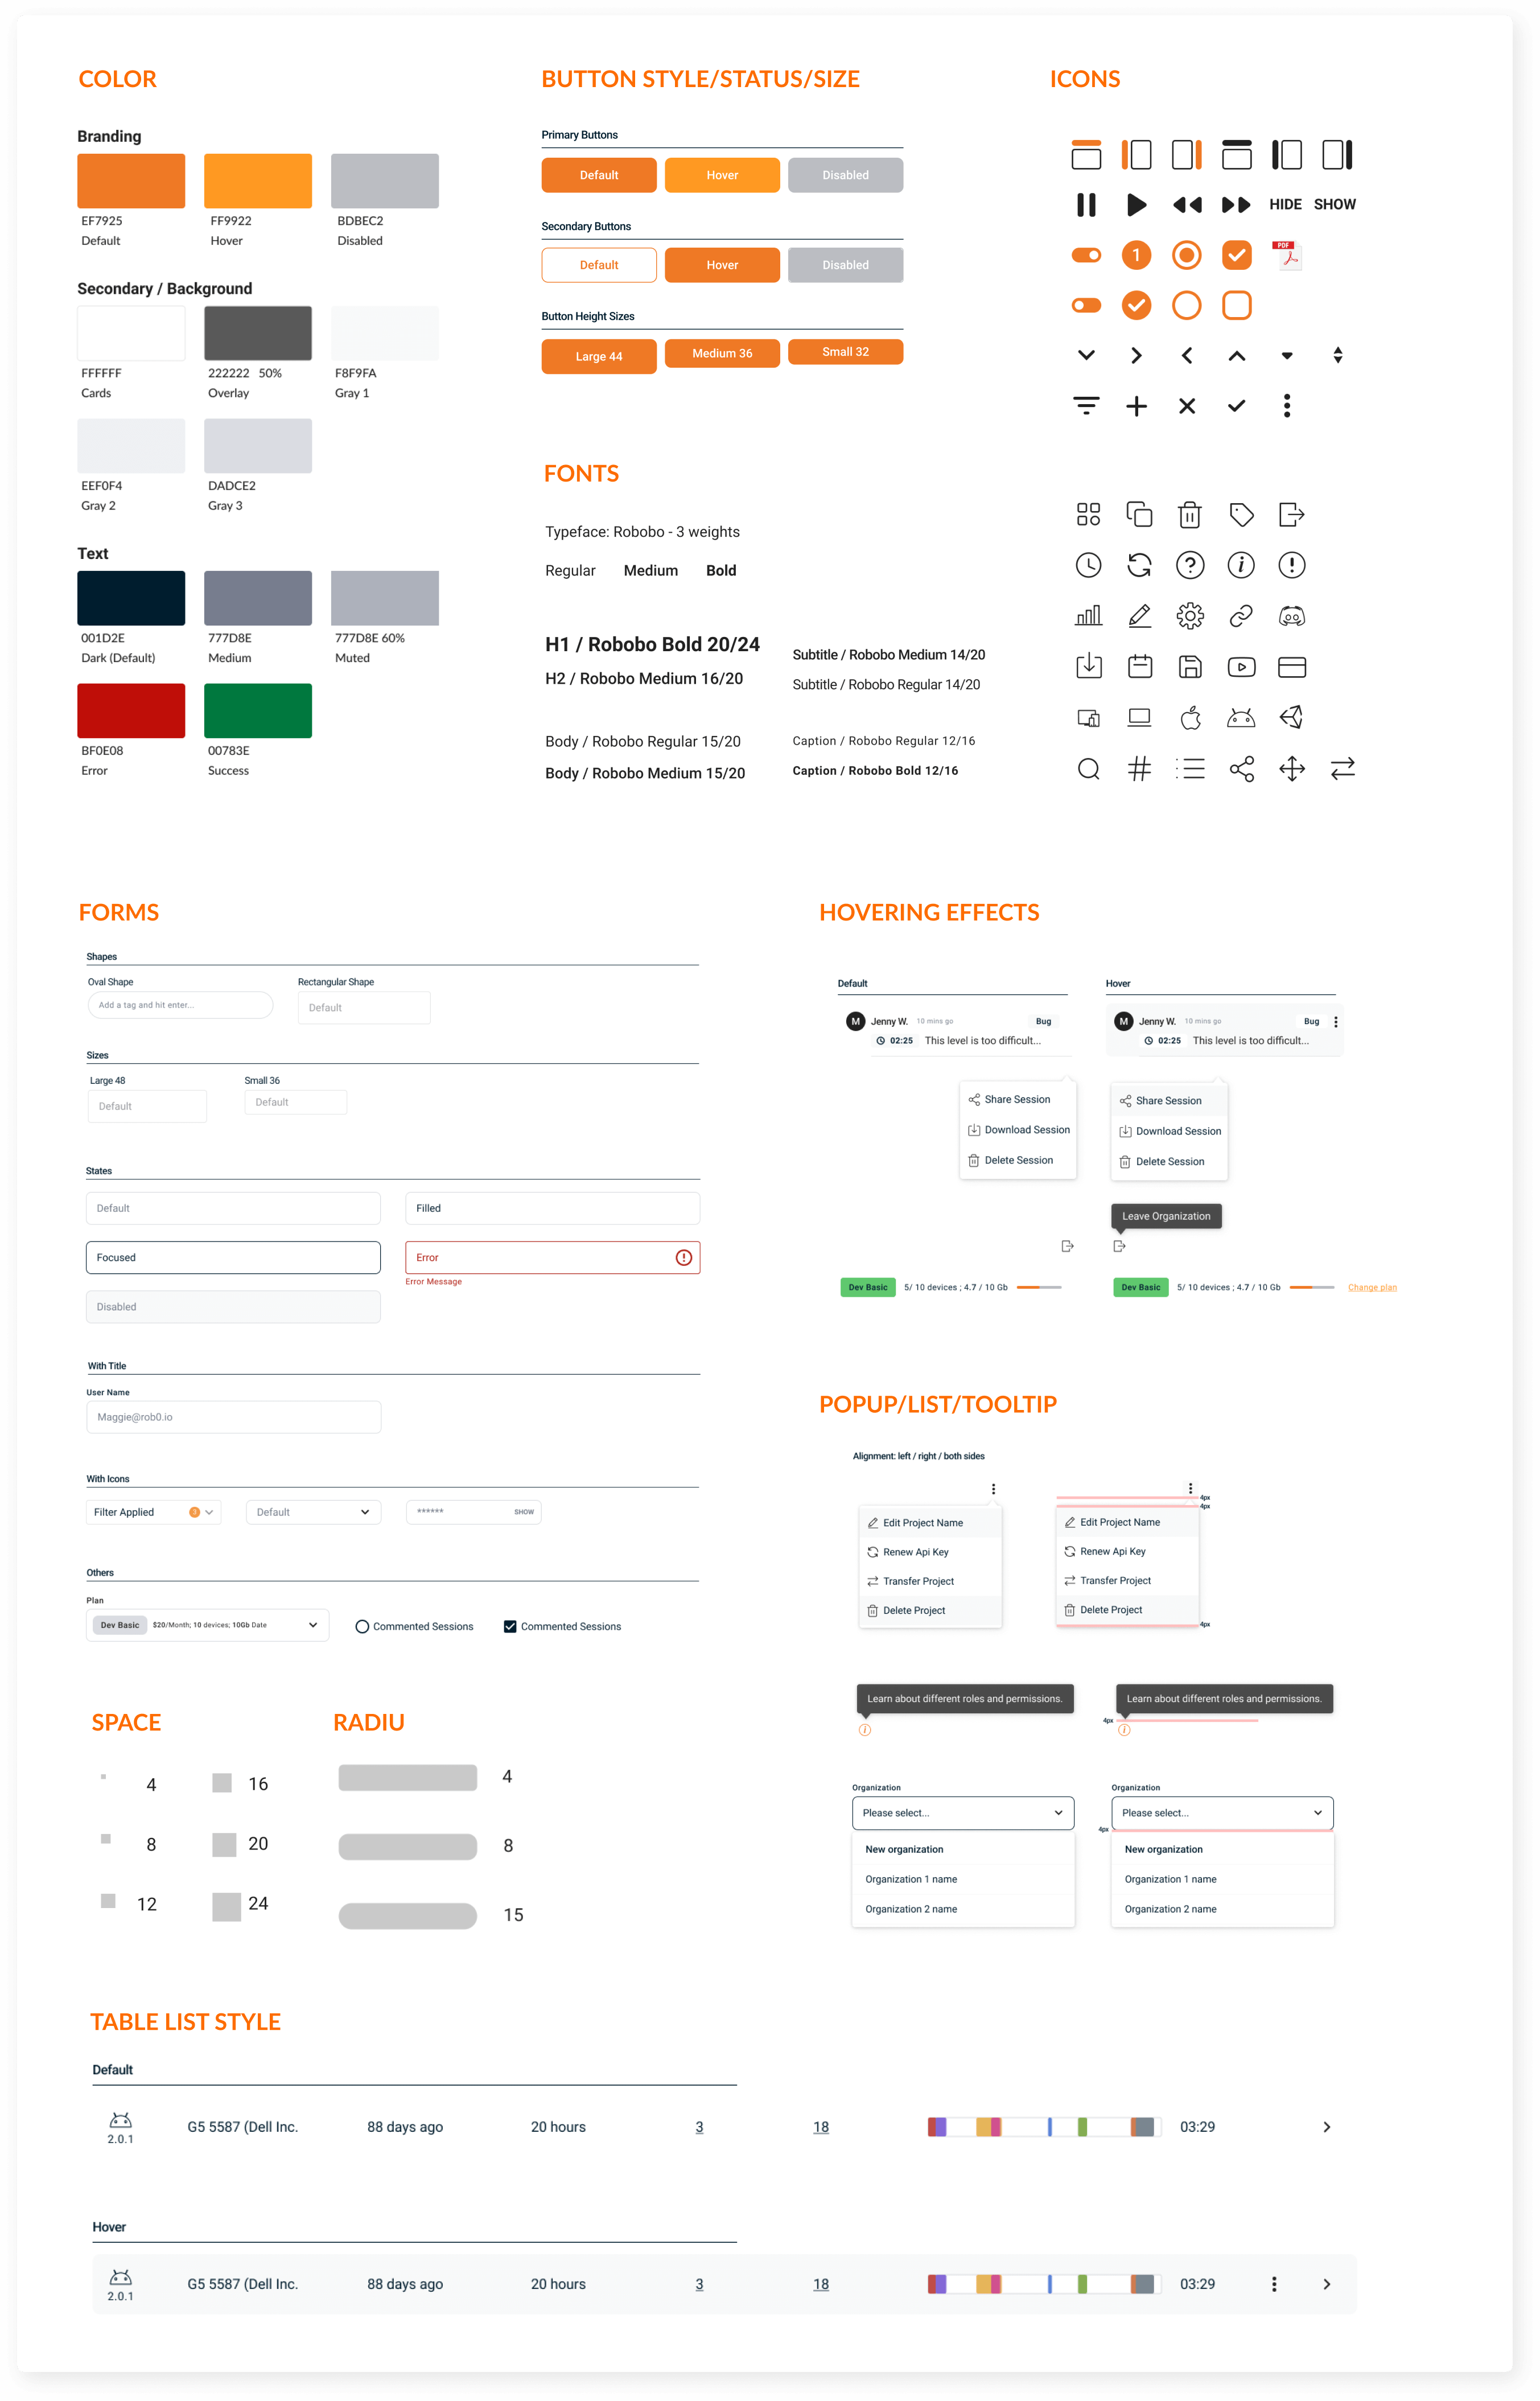 COLOR
Branding
EF7925
FF9922
BDBEC2
Default
Hover
Disabled
Secondary / Background
FFFFFF
222222 50%
F8F9FA
Cards
Overlay
Gray 1
EEF0F4
DADCE2
Gray 2
Gray 3
Text
001D2E
777D8E
777D8E 60%
Dark (Default)
Medium
Muted
BF0E08
00783E
Error
Success
BUTTON STYLE/STATUS/SIZE
Primary Buttons
Default
Hover
Disabled
Secondary Buttons
Default
Hover
Disabled
Button Height Sizes
Large 44
Medium 36
Small 32
FONTS
Typeface: Robobo - 3 weights
Regular Medium Bold
H1 / Robobo Bold 20/24
H2 / Robobo Medium 16/20
Subtitle / Robobo Medium 14/20
Subtitle / Robobo Regular 14/20
Body / Robobo Regular 15/20
Body / Robobo Medium 15/20
Caption / Robobo Regular 12/16
Caption / Robobo Bold 12/16
ICONS
HIDE SHOW
1
PDF
FORMS
Shapes
Oval Shape
Rectangular Shape
Add a tag and hit enter...
Default
Sizes
Large 48
Small 36
Default
Default
States
Default
Filled
Focused
Error
Error Message
Disabled
With Title
User Name
Maggie@rob0.io
With Icons
Filter Applied
Default
******
SHOW
Others
Plan
Dev Basic $20/Month; 10 devices; 10Gb Date
Commented Sessions
Commented Sessions
HOVERING EFFECTS
Default
M Jenny W. 10 mins go Bug
02:25 This level is too difficult...
Share Session
Download Session
Delete Session
Dev Basic 5/ 10 devices ; 4.7 / 10 Gb
Hover
M Jenny W. 10 mins go Bug
02:25 This level is too difficult...
Share Session
Download Session
Delete Session
Leave Organization
Dev Basic 5/ 10 devices ; 4.7 / 10 Gb Change plan
POPUP/LIST/TOOLTIP
Alignment: left / right / both sides
Edit Project Name
Renew Api Key
Transfer Project
Delete Project
4px
4px
Edit Project Name
Renew Api Key
Transfer Project
Delete Project
4px
Learn about different roles and permissions.
i
Learn about different roles and permissions.
4px
i
Organization
Please select...
New organization
Organization 1 name
Organization 2 name
Organization
Please select...
4px
New organization
Organization 1 name
Organization 2 name
SPACE
4
16
8
20
12
24
RADIU
4
8
15
TABLE LIST STYLE
Default
2.0.1
G5 5587 (Dell Inc. 88 days ago 20 hours 3 18 03:29
Hover
2.0.1
G5 5587 (Dell Inc. 88 days ago 20 hours 3 18 03:29